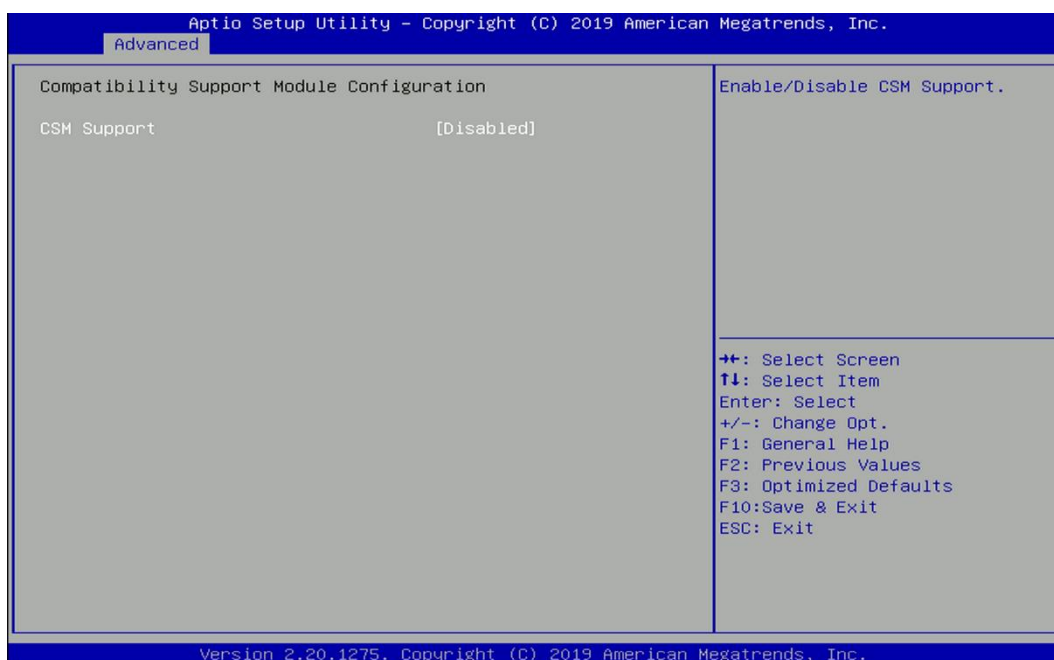 Aptio Setup Utility – Copyright (C) 2019 American Megatrends, Inc.
Advanced
Compatibility Support Module Configuration
CSM Support [Disabled]
Enable/Disable CSM Support.
→←: Select Screen
↑↓: Select Item
Enter: Select
+/-: Change Opt.
F1: General Help
F2: Previous Values
F3: Optimized Defaults
F10:Save & Exit
ESC: Exit
Version 2.20.1275. Copyright (C) 2019 American Megatrends, Inc.